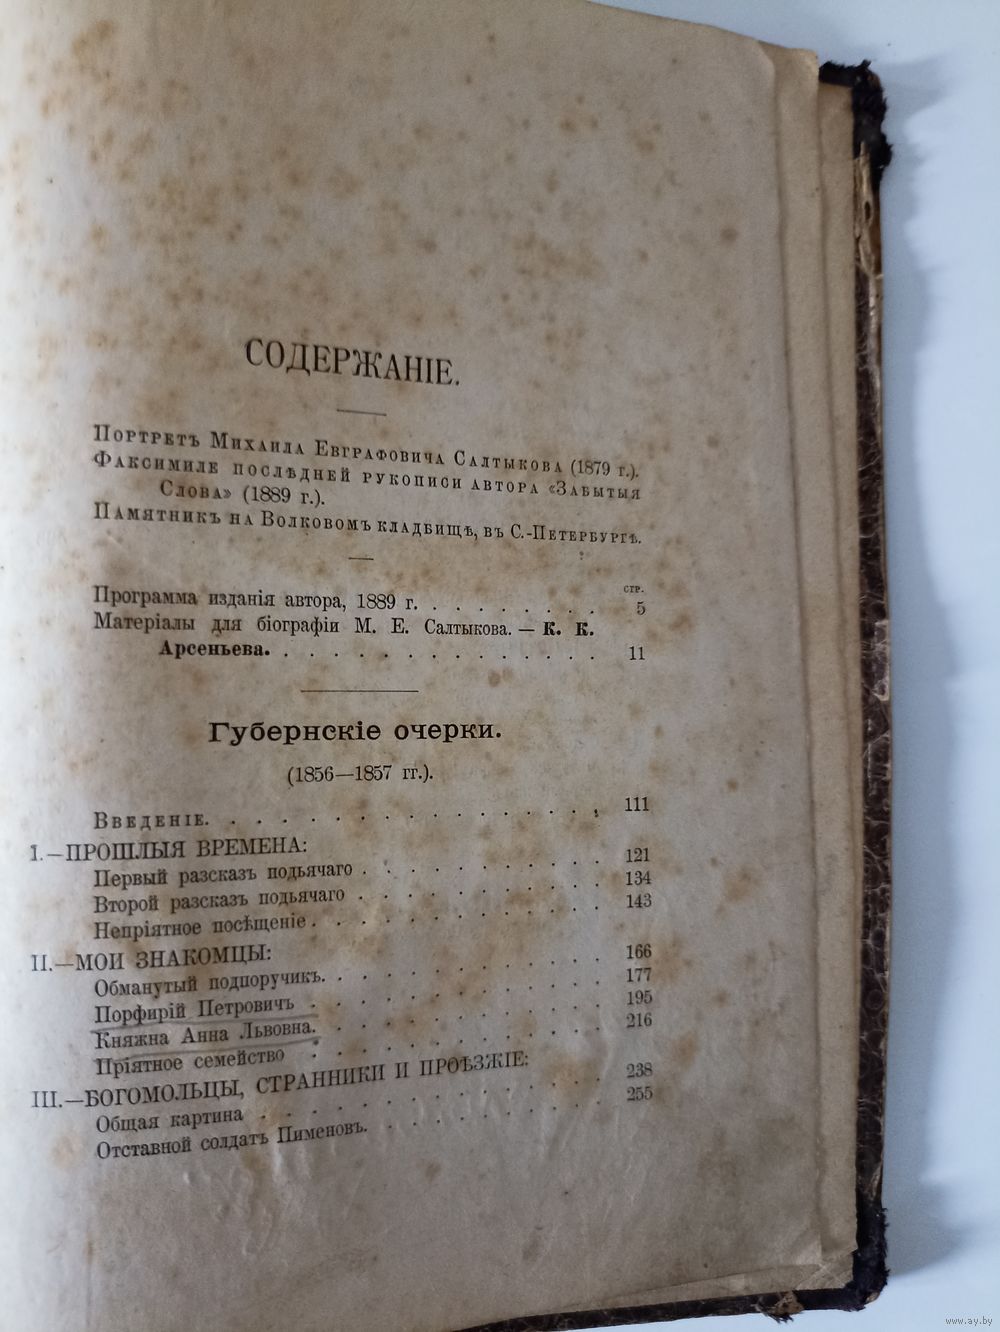 СОДЕРЖАНІЕ.
Портретъ Михаила Евграфовича Салтыкова (1879 г.).
Факсимиле послѣдней рукописи автора «Забытыя
Слова» (1889 г.).
Памятникъ на Волковомъ кладбищѣ, въ С.-Петербургѣ.
стр.
Программа изданія автора, 1889 г. . . . . . . . . 5
Матеріалы для біографіи М. Е. Салтыкова. — К. К.
Арсеньева. . . . . . . . . . . . . . 11
Губернскіе очерки.
(1856—1857 гг.).
Введеніе. . . . . . . . . . . . . . . . . 111
I.—ПРОШЛЫЯ ВРЕМЕНА:
Первый разсказъ подьячаго . . . . . . . . . . 121
Второй разсказъ подьячаго . . . . . . . . . . 134
Непріятное посѣщеніе . . . . . . . . . . . . 143
II.—МОИ ЗНАКОМЦЫ:
Обманутый подпоручикъ. . . . . . . . . . . . 166
Порфирій Петровичъ . . . . . . . . . . . . 177
Княжна Анна Львовна. . . . . . . . . . . . 195
Пріятное семейство . . . . . . . . . . . . 216
III.—БОГОМОЛЬЦЫ, СТРАННИКИ И ПРОѢЗЖІЕ:
Общая картина . . . . . . . . . . . . . . 238
Отставной солдатъ Пименовъ. . . . . . . . . . 255
www.ay.by